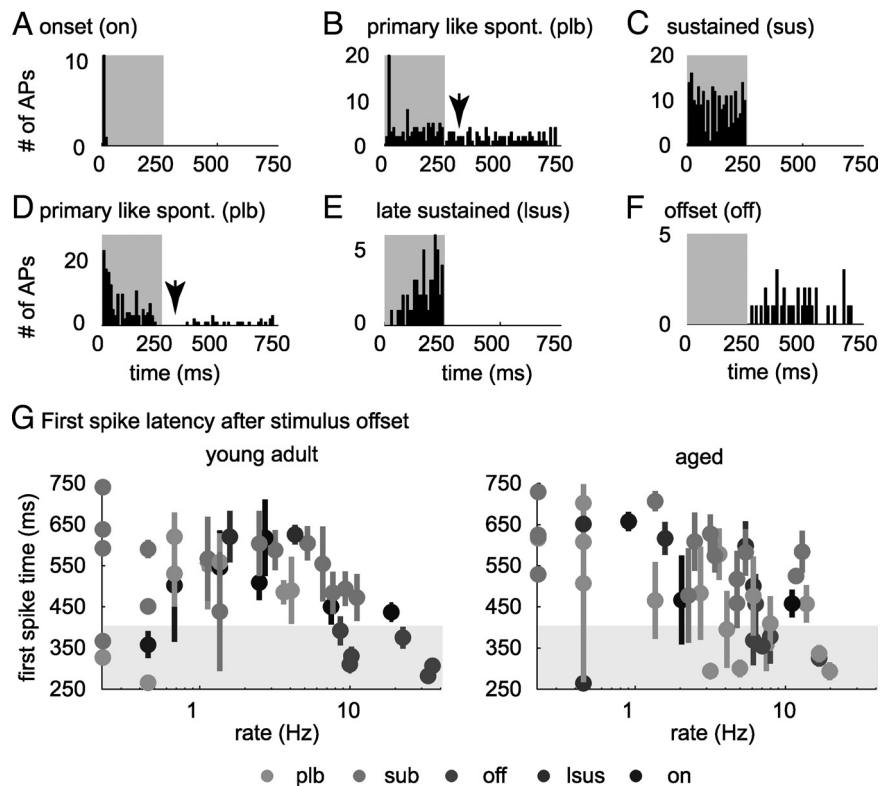 A onset (on)
B primary like spont. (plb)
C sustained (sus)
# of APs
10
0
0 250 500 750
20
10
0
0 250 500 750
20
10
0
0 250 500 750
D primary like spont. (plb)
E late sustained (lsus)
F offset (off)
# of APs
20
0
0 250 500 750
time (ms)
5
0
0 250 500 750
time (ms)
5
0
0 250 500 750
time (ms)
G First spike latency after stimulus offset
young adult
aged
first spike time (ms)
750
650
550
450
350
250
1 10
rate (Hz)
750
650
550
450
350
250
1 10
rate (Hz)
plb sub off lsus on